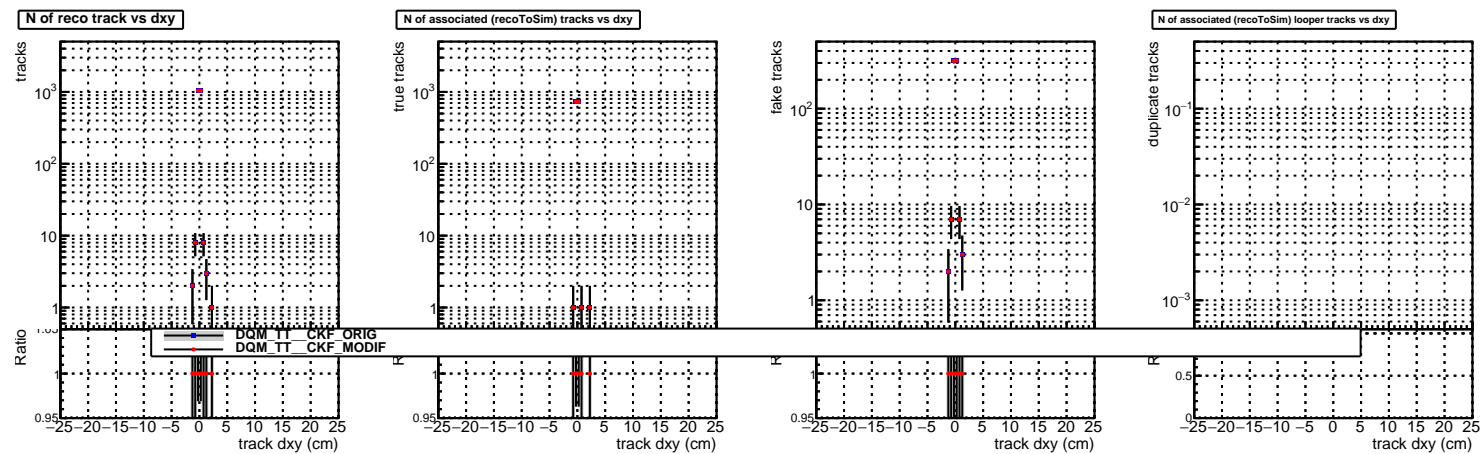 N of reco track vs dxy
N of associated (recoToSim) tracks vs dxy
N of associated (recoToSim) looper tracks vs dxy
tracks
10³
10²
10
1
Ratio
1
0.95
−25 −20 −15 −10 −5 0 5 10 15 20 25
track dxy (cm)
true tracks
10³
10²
10
1
1
0.95
−25 −20 −15 −10 −5 0 5 10 15 20 25
track dxy (cm)
fake tracks
10²
10
1
1
0.95
−25 −20 −15 −10 −5 0 5 10 15 20 25
track dxy (cm)
duplicate tracks
10⁻¹
10⁻²
10⁻³
0.5
0
−25 −20 −15 −10 −5 0 5 10 15 20 25
track dxy (cm)
DQM_TT__CKF_ORIG
DQM_TT__CKF_MODIF